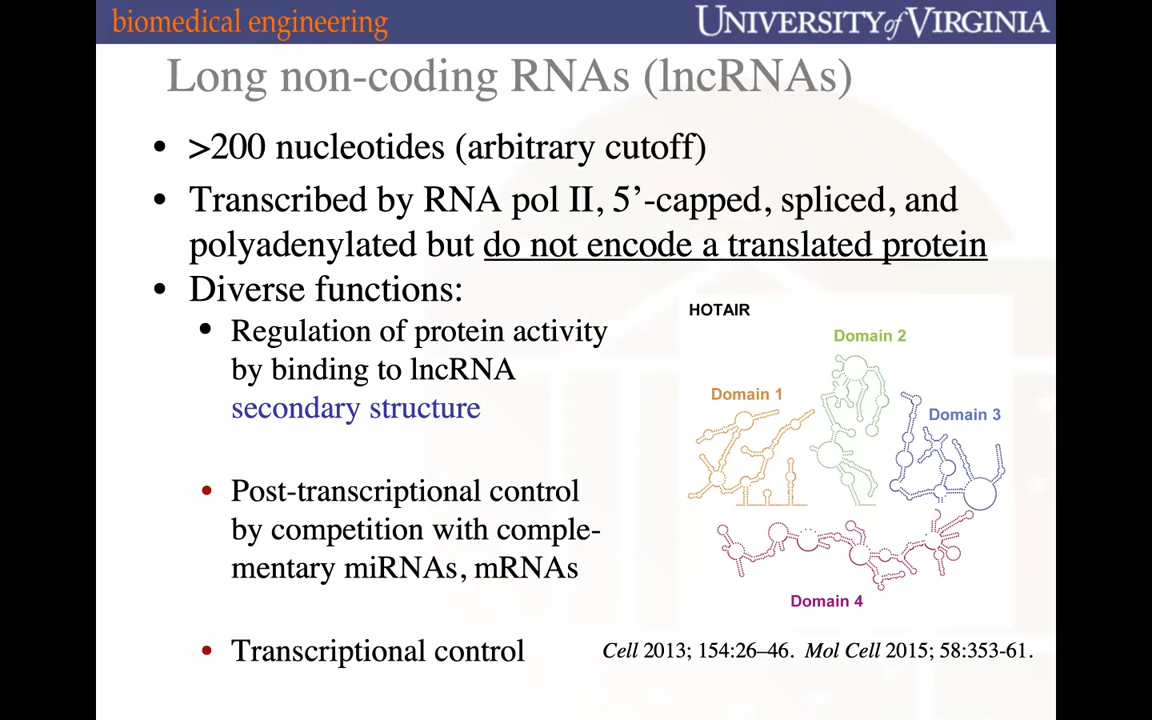 biomedical engineering
UNIVERSITY of VIRGINIA
Long non-coding RNAs (lncRNAs)
• >200 nucleotides (arbitrary cutoff)
• Transcribed by RNA pol II, 5’-capped, spliced, and
polyadenylated but do not encode a translated protein
• Diverse functions:
• Regulation of protein activity
by binding to lncRNA
secondary structure
• Post-transcriptional control
by competition with comple-
mentary miRNAs, mRNAs
• Transcriptional control
HOTAIR
Domain 2
Domain 1
Domain 3
Domain 4
Cell 2013; 154:26–46. Mol Cell 2015; 58:353-61.